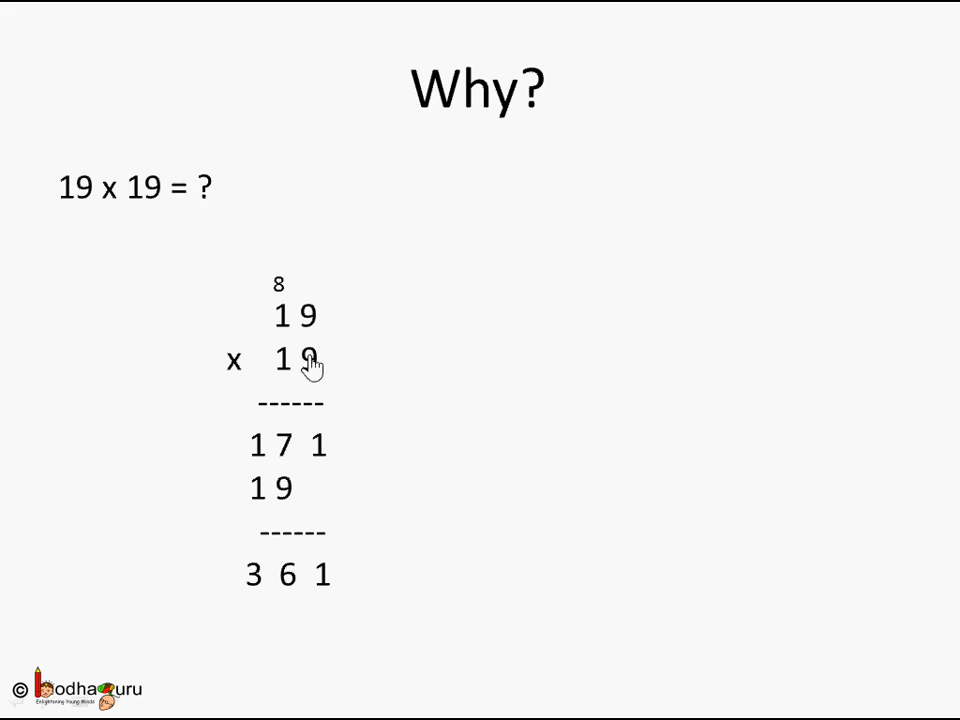 Why?
19 x 19 = ?
8
1 9
x 1 9
------
1 7 1
1 9
------
3 6 1
© bodhaguru
Enlightening Young Minds